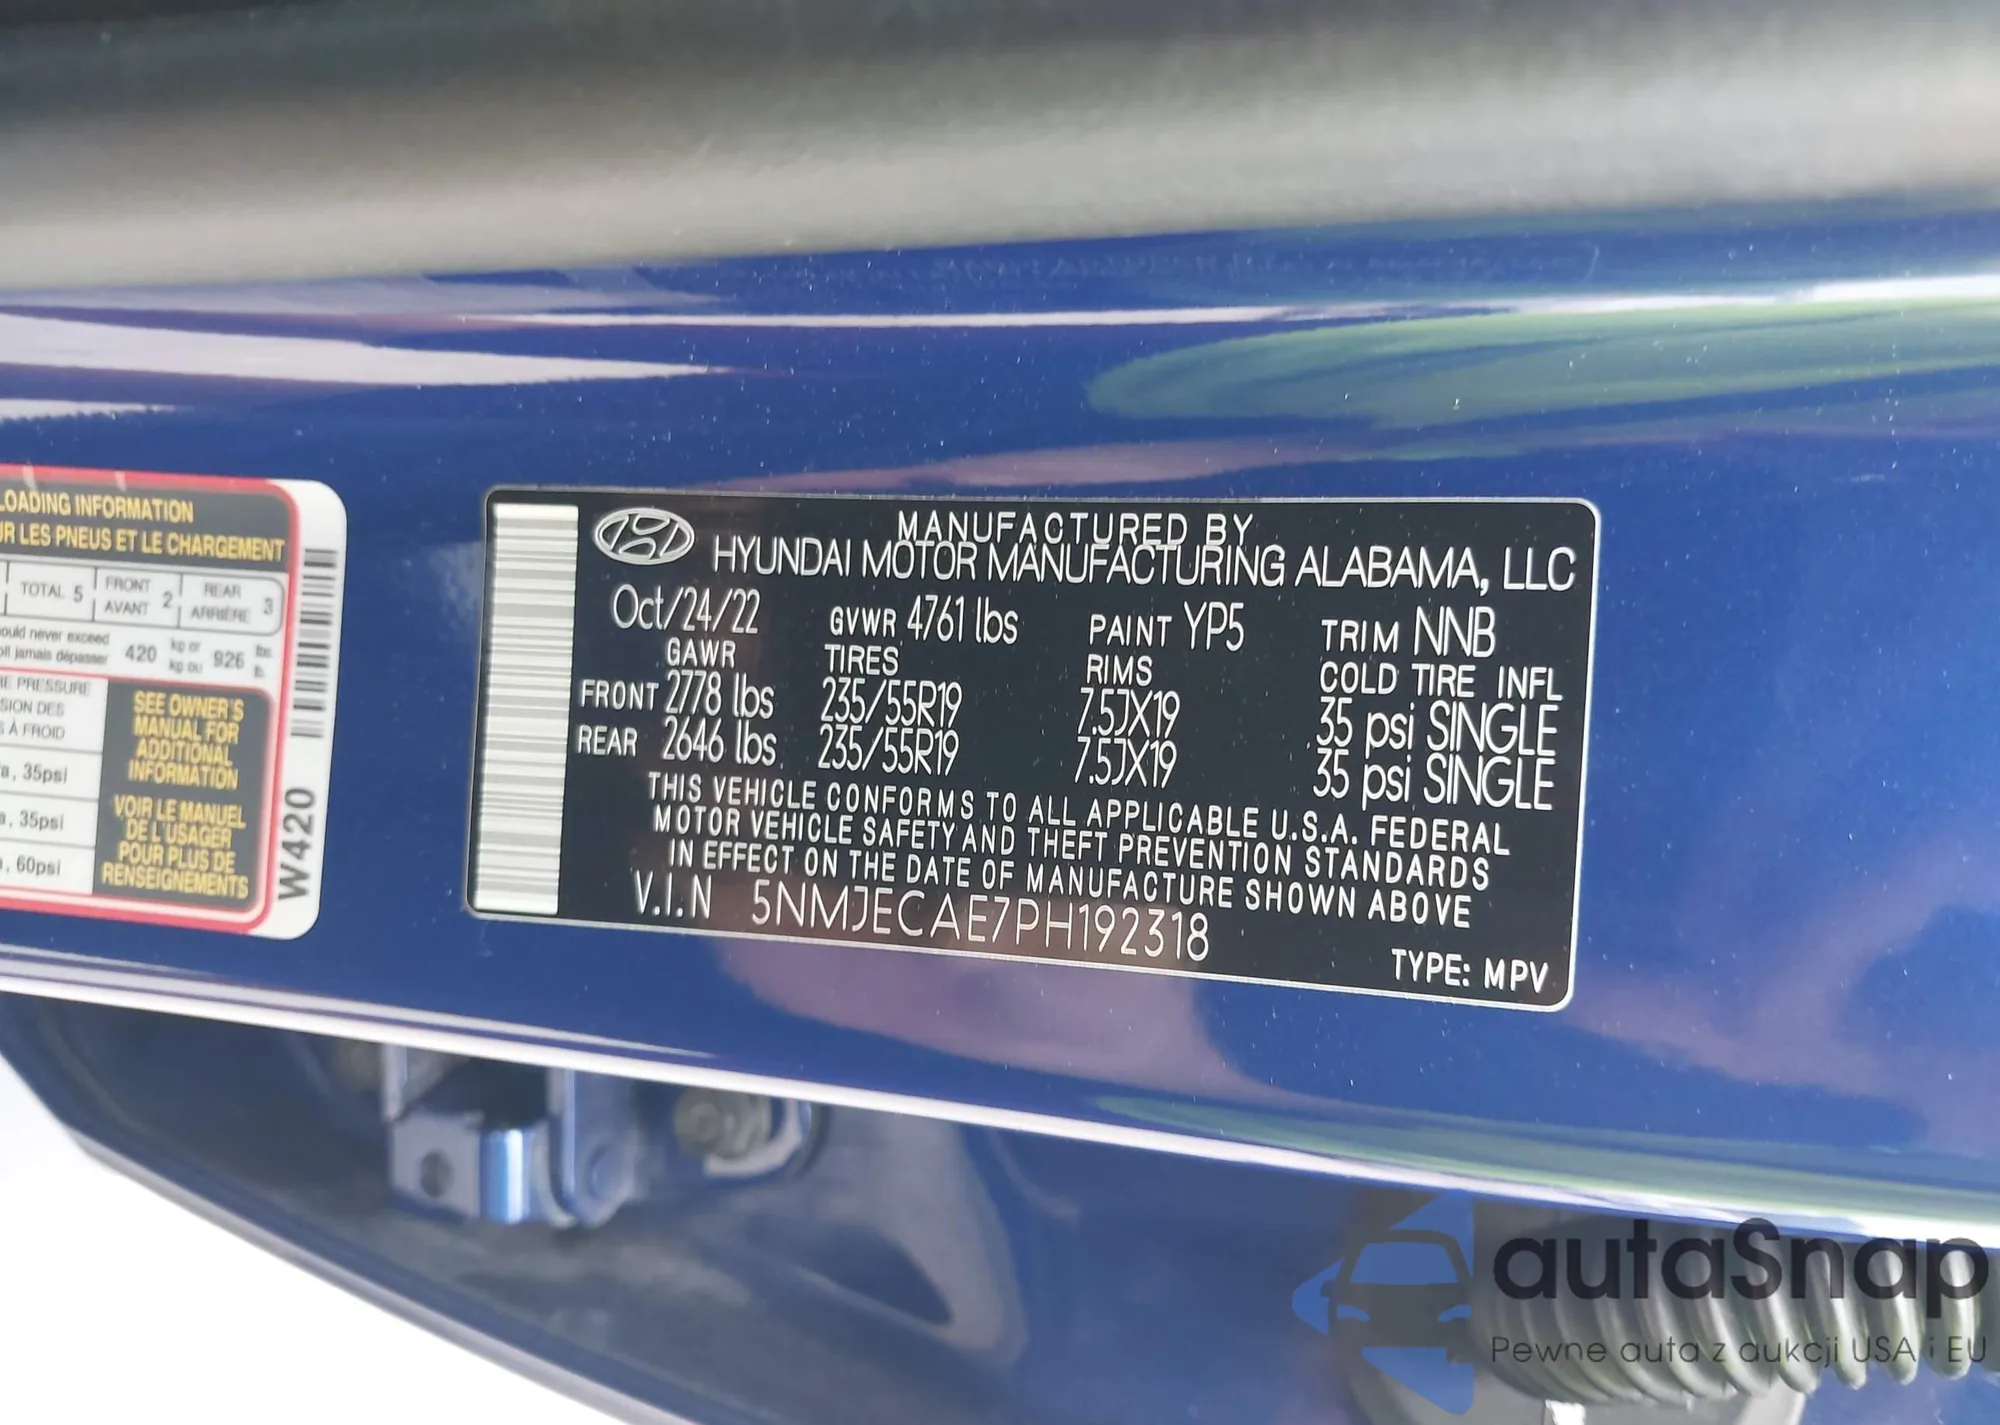 LOADING INFORMATION
UR LES PNEUS ET LE CHARGEMENT
TOTAL 5
FRONT
AVANT
2
REAR
ARRIÈRE
3
ould never exceed
oit jamais dépasser
420
kg or
kg ou
926
lbs.
lb.
RE PRESSURE
SION DES
S À FROID
a, 35psi
a, 35psi
, 60psi
SEE OWNER'S
MANUAL FOR
ADDITIONAL
INFORMATION
VOIR LE MANUEL
DE L'USAGER
POUR PLUS DE
RENSEIGNEMENTS
W420
MANUFACTURED BY
HYUNDAI MOTOR MANUFACTURING ALABAMA, LLC
Oct/24/22 GVWR 4761 lbs PAINT YP5 TRIM NNB
GAWR TIRES RIMS COLD TIRE INFL
FRONT 2778 lbs 235/55R19 7.5JX19 35 psi SINGLE
REAR 2646 lbs 235/55R19 7.5JX19 35 psi SINGLE
THIS VEHICLE CONFORMS TO ALL APPLICABLE U.S.A. FEDERAL
MOTOR VEHICLE SAFETY AND THEFT PREVENTION STANDARDS
IN EFFECT ON THE DATE OF MANUFACTURE SHOWN ABOVE
V.I.N 5NMJECAE7PH192318
TYPE: MPV
autaSnap
Pewne auta z aukcji USA i EU